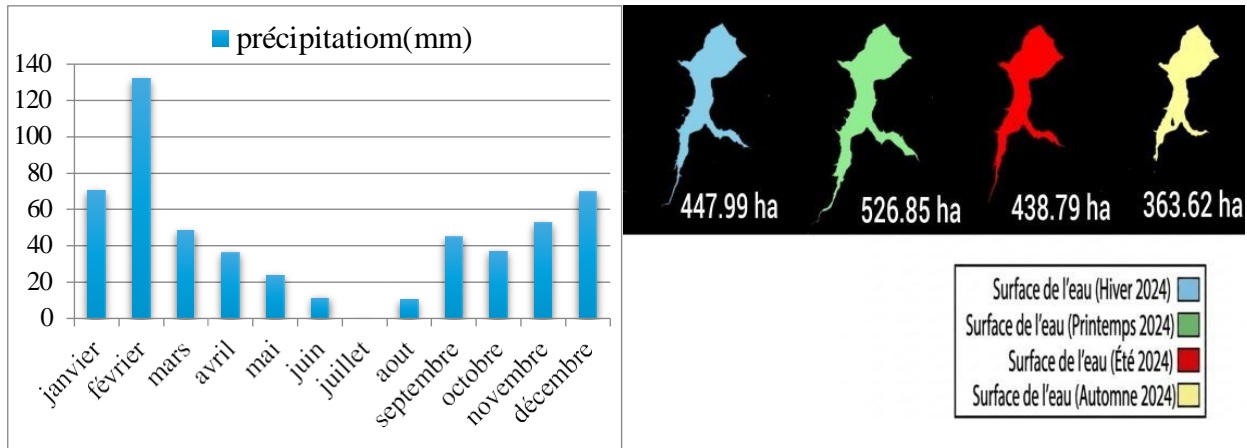 précipitatiom(mm)
140
120
100
80
60
40
20
0
janvier
février
mars
avril
mai
juin
juillet
aout
septembre
octobre
novembre
décembre
447.99 ha
526.85 ha
438.79 ha
363.62 ha
Surface de l'eau (Hiver 2024)
Surface de l'eau (Printemps 2024)
Surface de l'eau (Été 2024)
Surface de l'eau (Automne 2024)